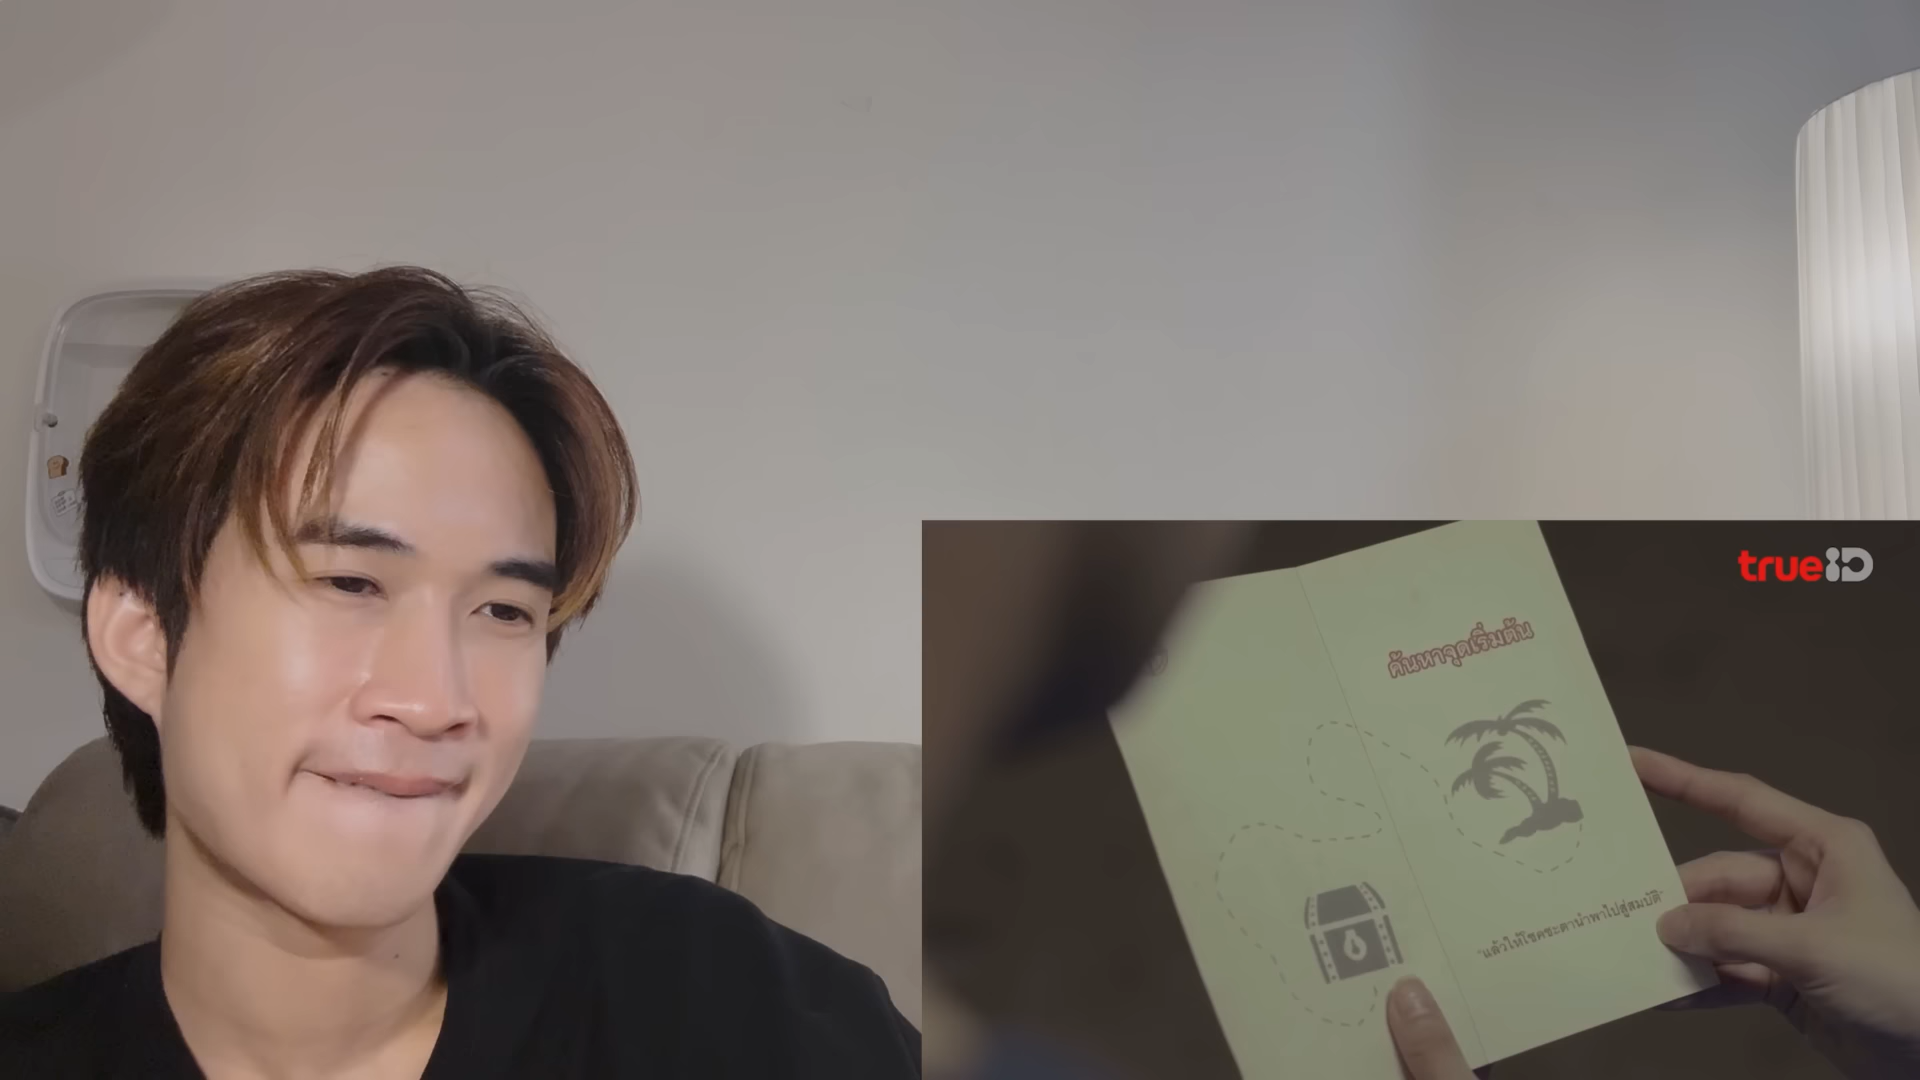 trueID
ค้นหาจุดเริ่มต้น
"แล้วให้โชคชะตานำพาไปสู่สมบัติ"